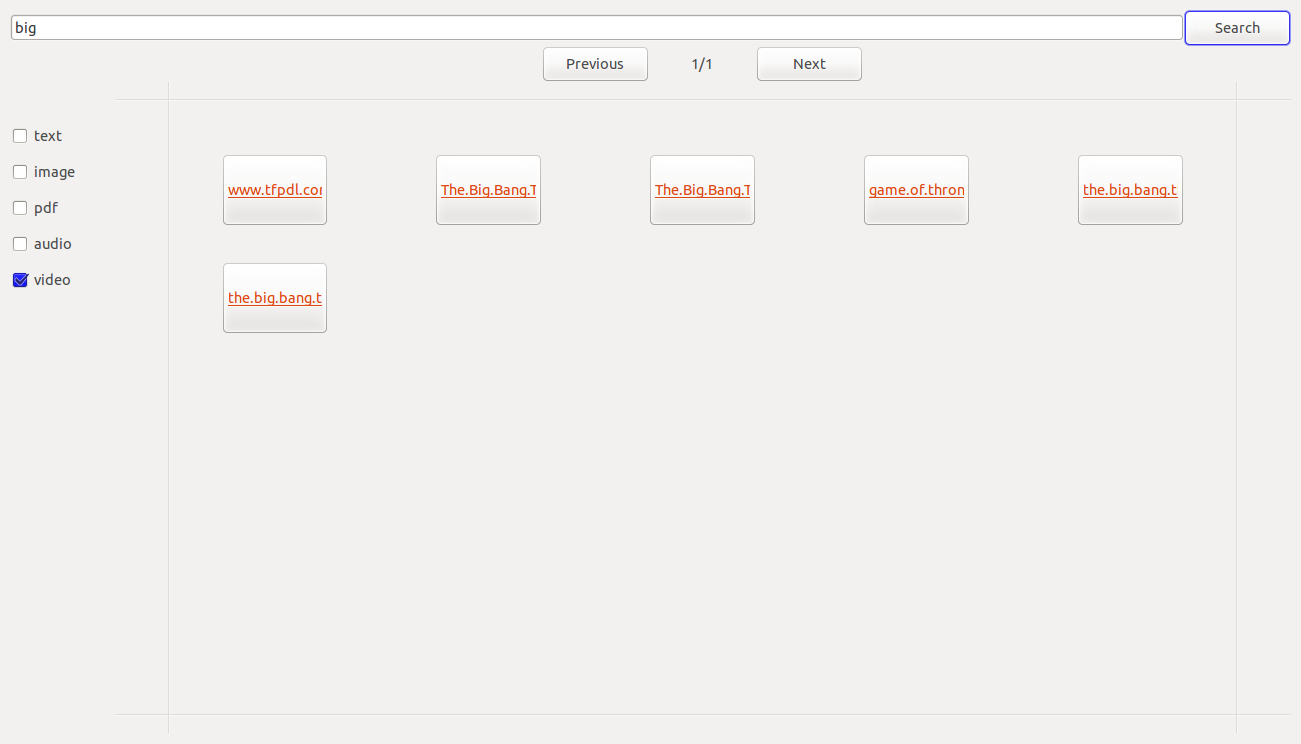 big Search
Previous 1/1 Next
text
image
pdf
audio
video
www.tfpdl.co The.Big.Bang.T The.Big.Bang.T game.of.thron the.big.bang.t
the.big.bang.t